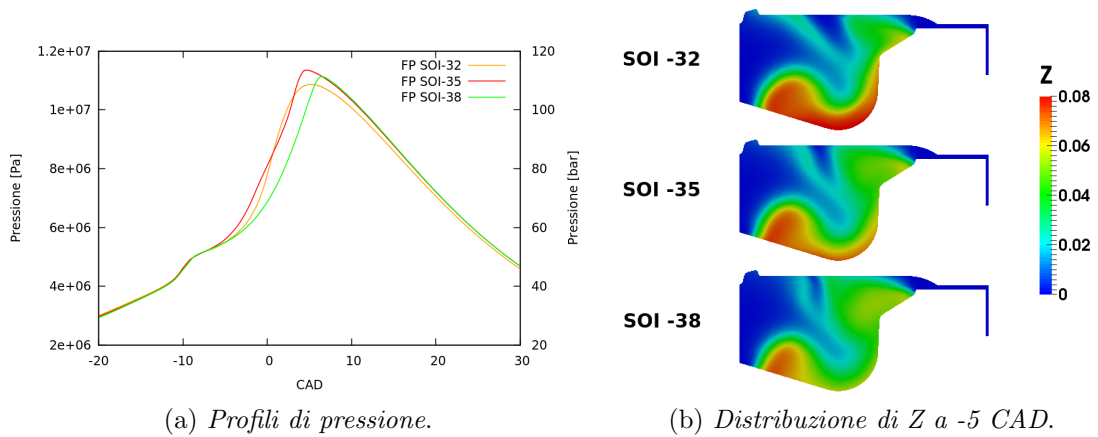 1.2e+07
1e+07
8e+06
6e+06
4e+06
2e+06
Pressione [Pa]
120
100
80
60
40
20
Pressione [bar]
FP SOI-32
FP SOI-35
FP SOI-38
-20
-10
0
10
20
30
CAD
(a) Profili di pressione.
SOI -32
SOI -35
SOI -38
Z
0.08
0.06
0.04
0.02
0
(b) Distribuzione di Z a -5 CAD.